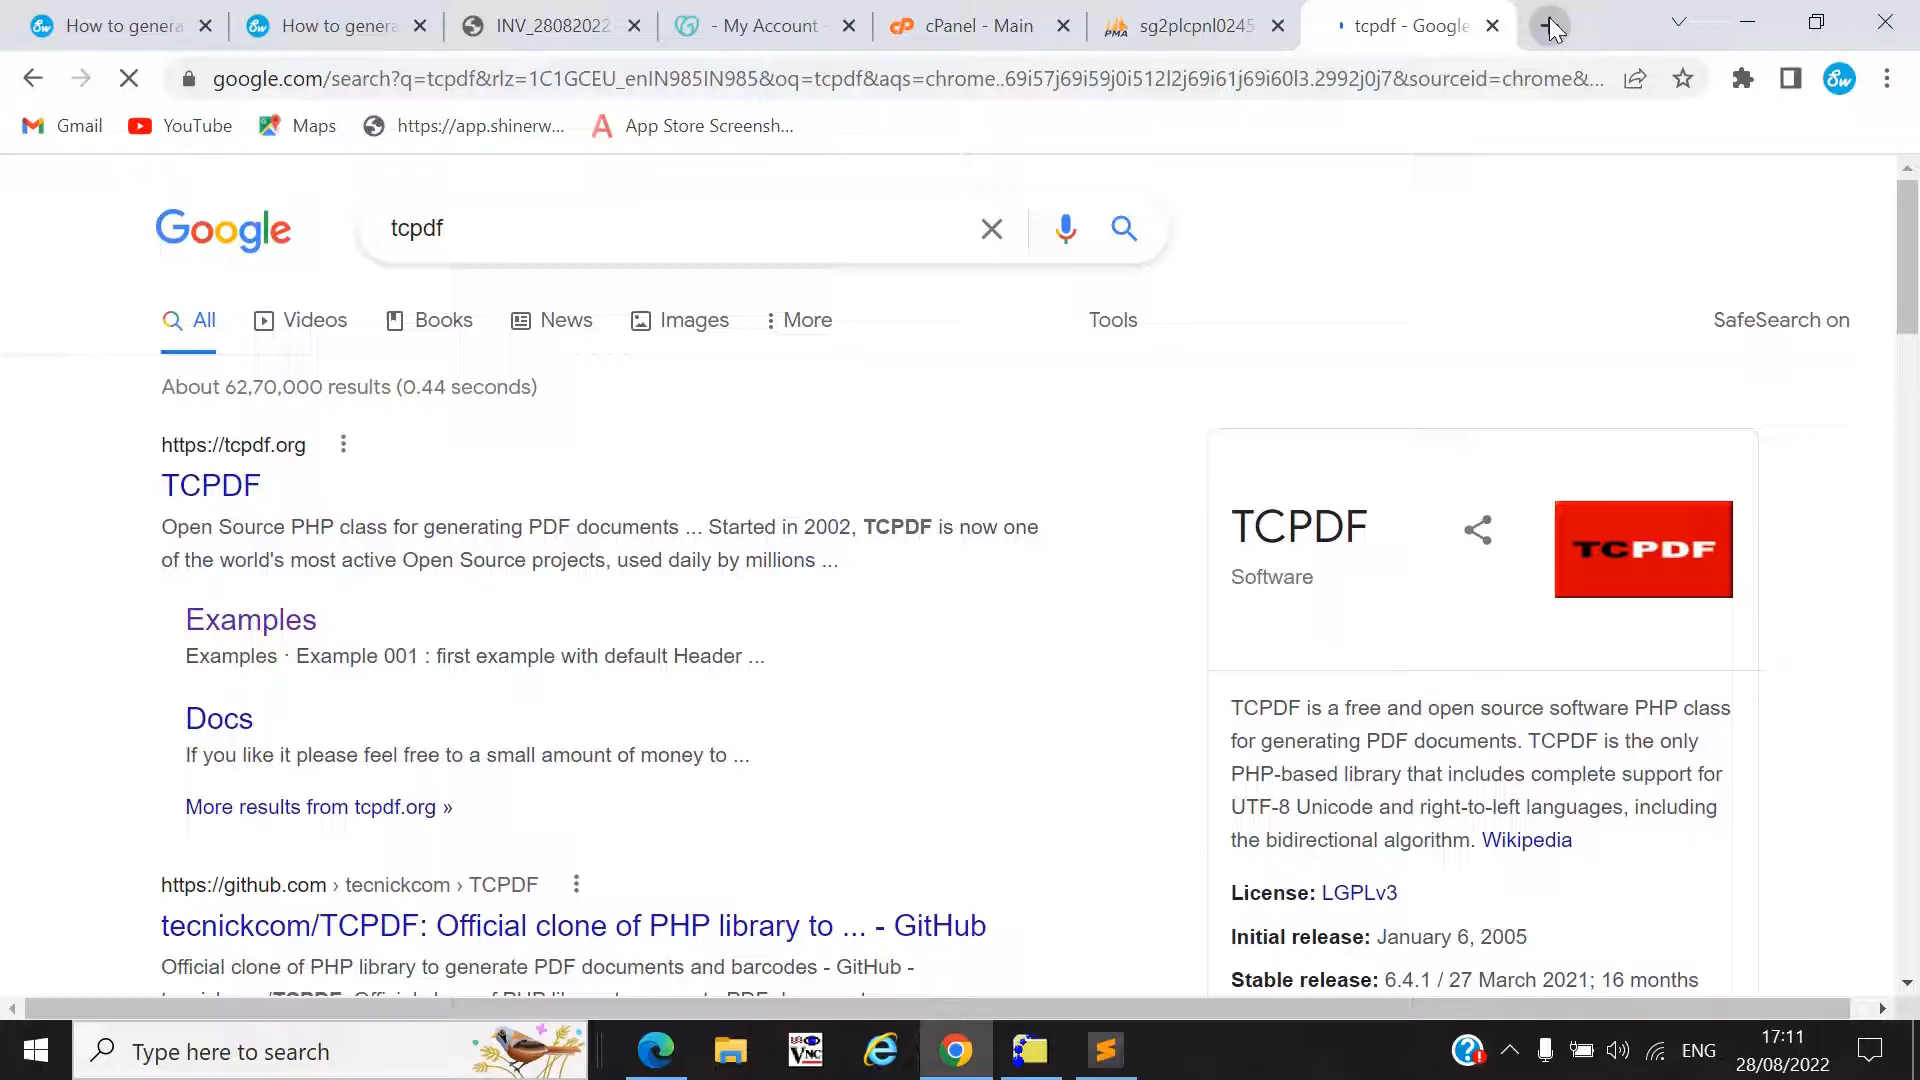 How to genera
How to genera
INV_28082022 -
- My Account -
cPanel - Main
PMA
sg2plcpnl0245
tcpdf - Google
google.com/search?q=tcpdf&rlz=1C1GCEU_enIN985IN985&oq=tcpdf&aqs=chrome..69i57j69i59j0i512l2j69i61j69i60l3.2992j0j7&sourceid=chrome&...
Sw
Gmail
YouTube
Maps
https://app.shinerw...
App Store Screensh...
Google
tcpdf
All
Videos
Books
News
Images
More
Tools
SafeSearch on
About 62,70,000 results (0.44 seconds)
https://tcpdf.org
TCPDF
Open Source PHP class for generating PDF documents ... Started in 2002, TCPDF is now one
of the world's most active Open Source projects, used daily by millions ...
Examples
Examples · Example 001 : first example with default Header ...
Docs
If you like it please feel free to a small amount of money to ...
More results from tcpdf.org »
https://github.com › tecnickcom › TCPDF
tecnickcom/TCPDF: Official clone of PHP library to ... - GitHub
Official clone of PHP library to generate PDF documents and barcodes - GitHub -
TCPDF
Software
TCPDF
TCPDF is a free and open source software PHP class
for generating PDF documents. TCPDF is the only
PHP-based library that includes complete support for
UTF-8 Unicode and right-to-left languages, including
the bidirectional algorithm. Wikipedia
License: LGPLv3
Initial release: January 6, 2005
Stable release: 6.4.1 / 27 March 2021; 16 months
Type here to search
VNC
ENG
17:11
28/08/2022